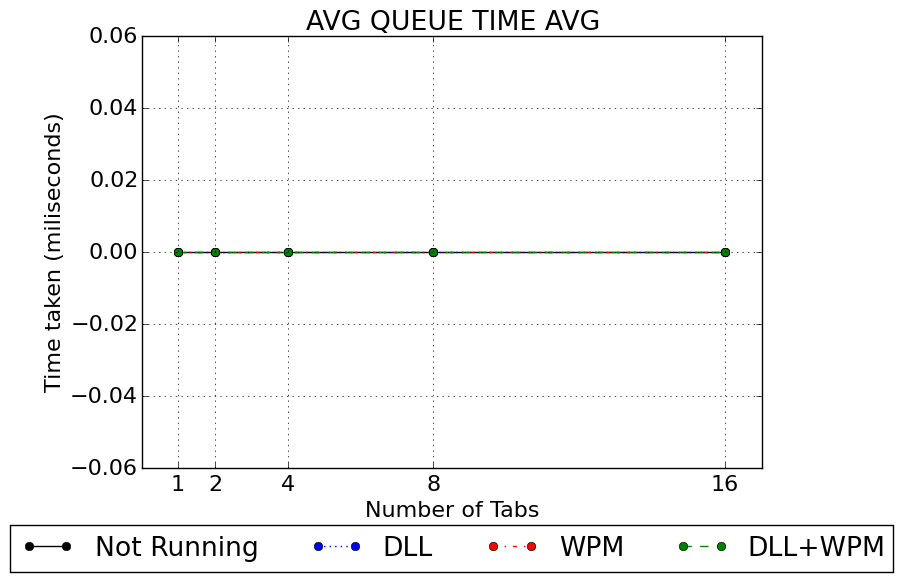 AVG QUEUE TIME AVG
0.06
0.04
0.02
0.00
−0.02
−0.04
−0.06
Time taken (miliseconds)
1 2 4 8 16
Number of Tabs
Not Running DLL WPM DLL+WPM